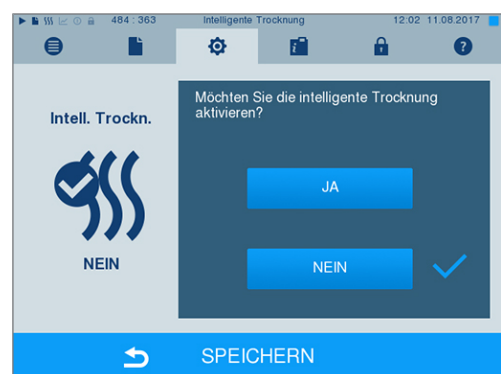 484 : 363 Intelligente Trocknung 12:02 11.08.2017
Intell. Trockn.
NEIN
Möchten Sie die intelligente Trocknung
aktivieren?
JA
NEIN
SPEICHERN